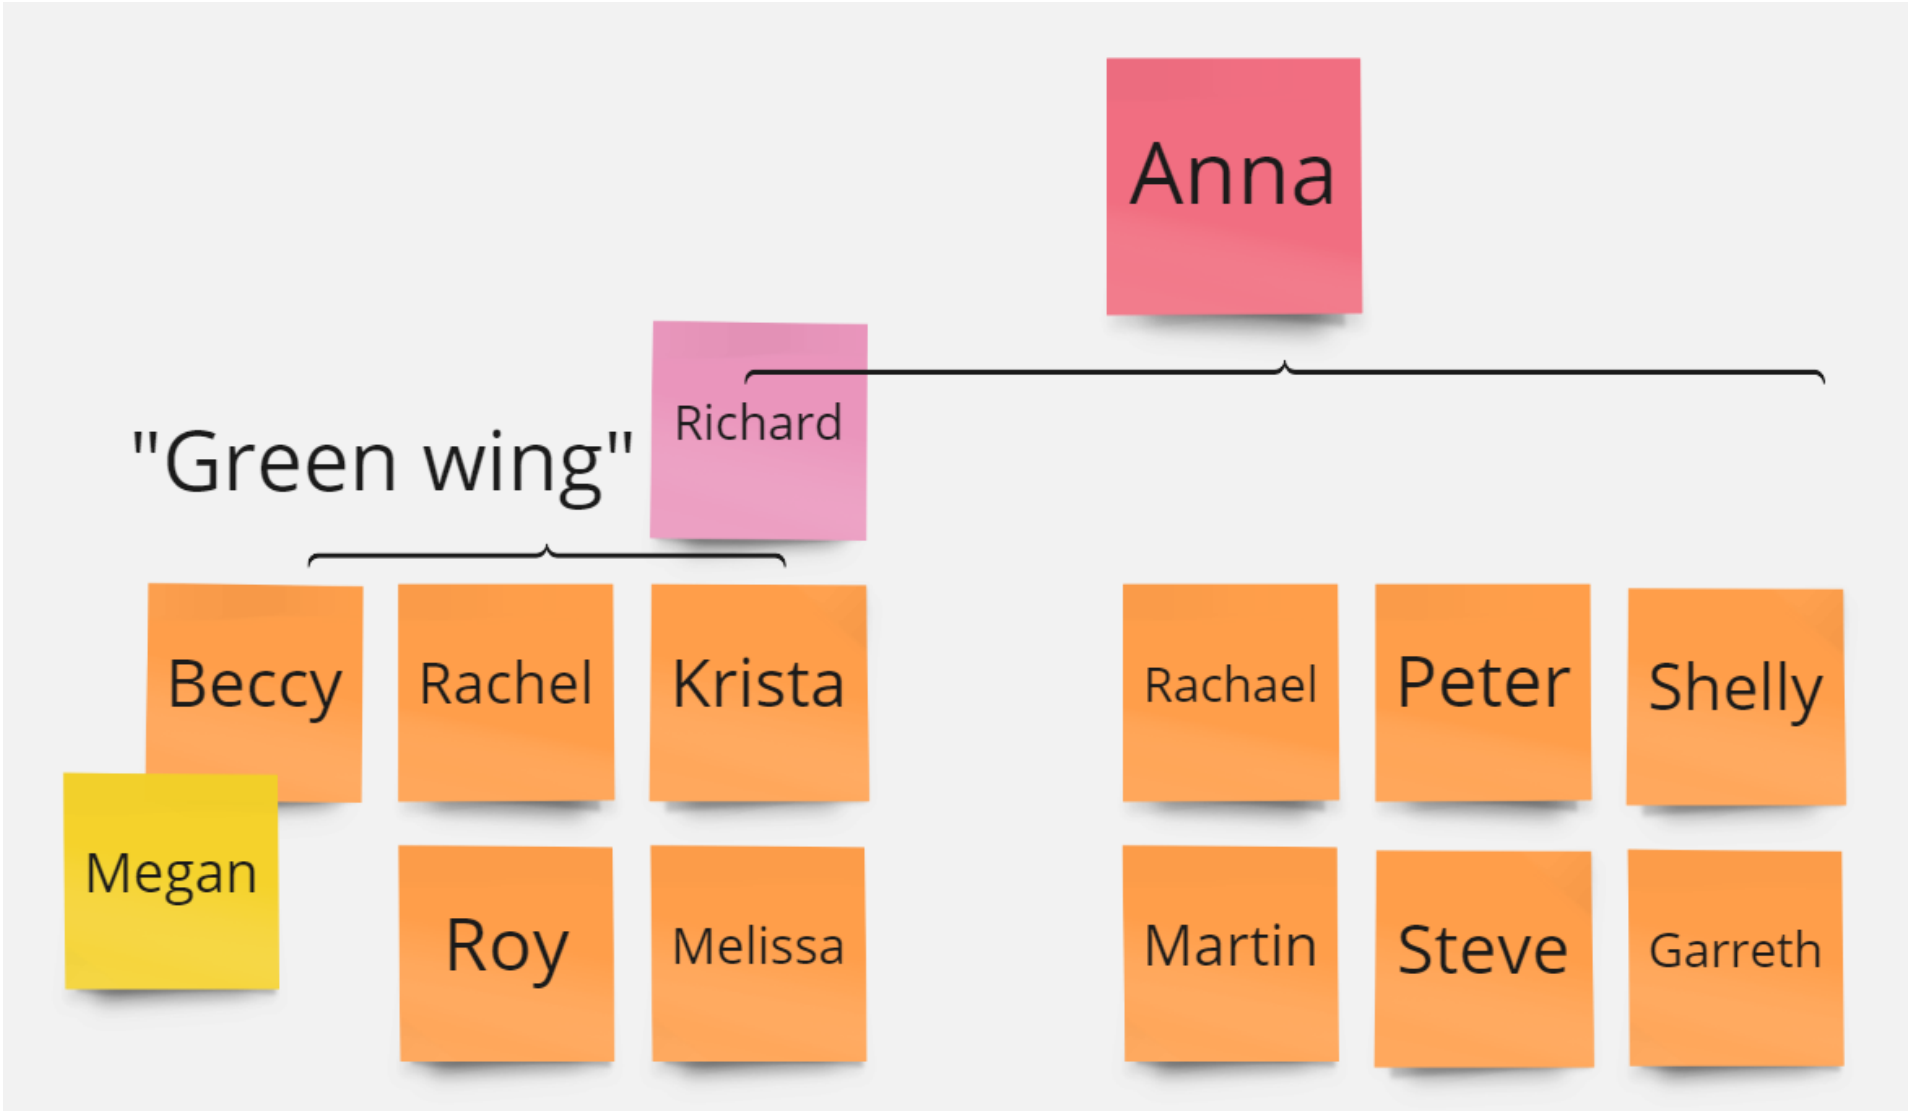 Anna
Richard
"Green wing"
Beccy
Rachel
Krista
Rachael
Peter
Shelly
Megan
Roy
Melissa
Martin
Steve
Garreth